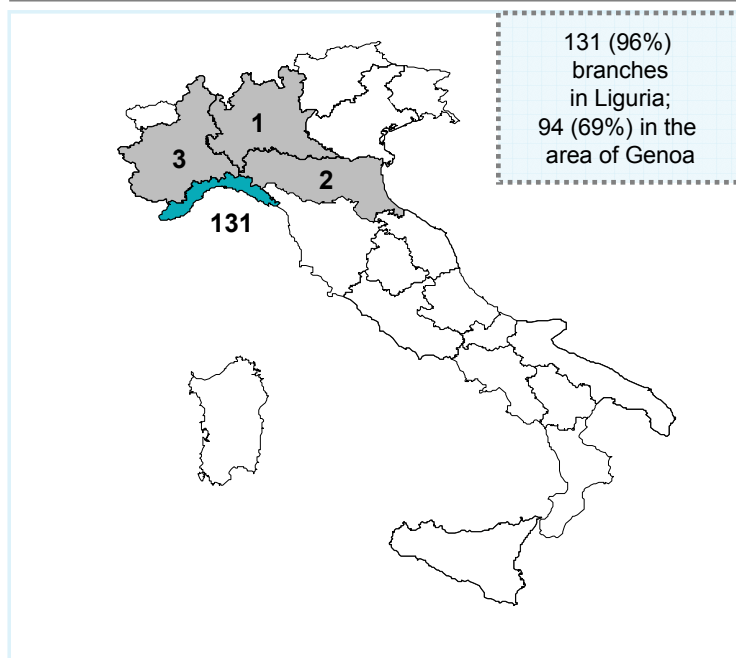 131 (96%)
branches
in Liguria;
94 (69%) in the
area of Genoa
1
3
2
131